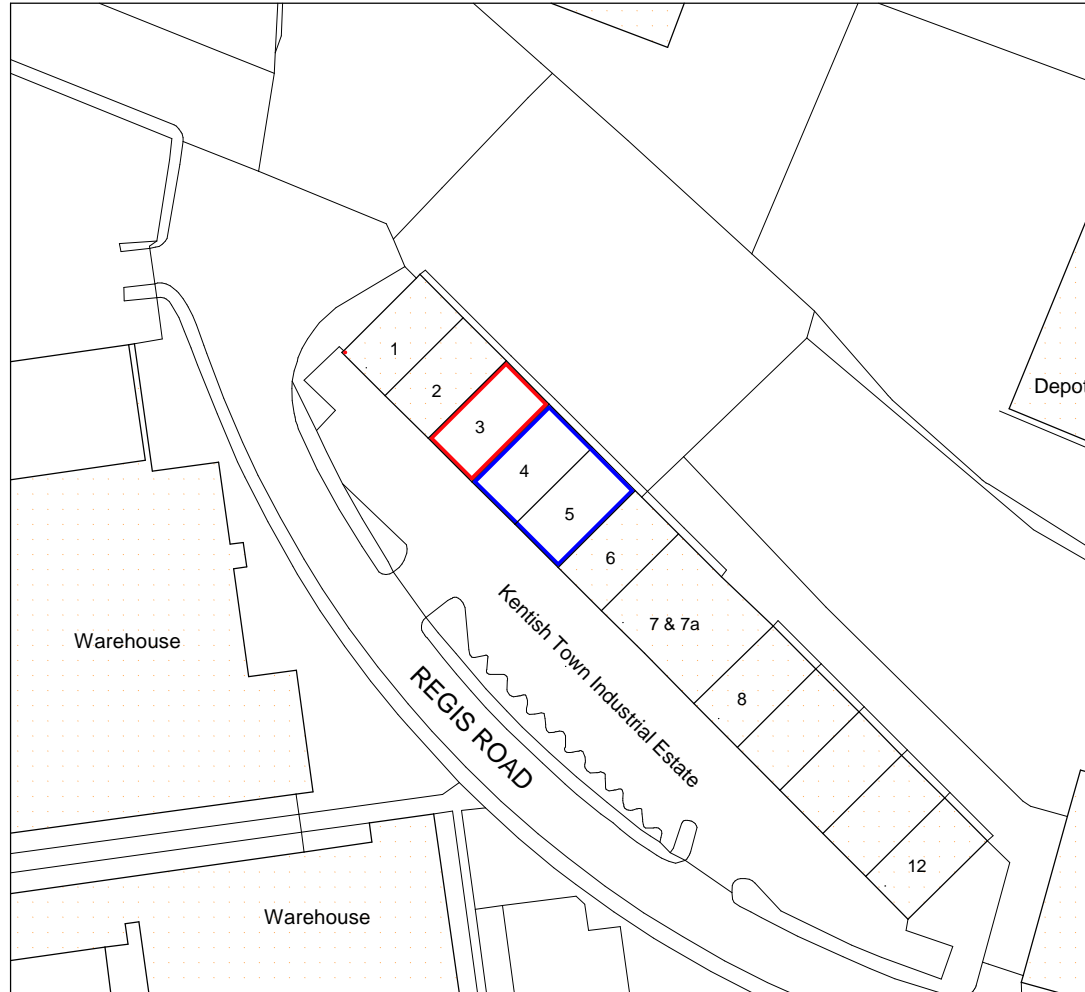 1
2
3
Depot
4
5
6
Kentish Town Industrial Estate
7 & 7a
Warehouse
REGIS ROAD
8
12
Warehouse